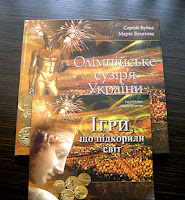 Сергій Бубка
Марія Булатова
Олімпійське
сузір'я
України
Ігри
що підкорили
світ